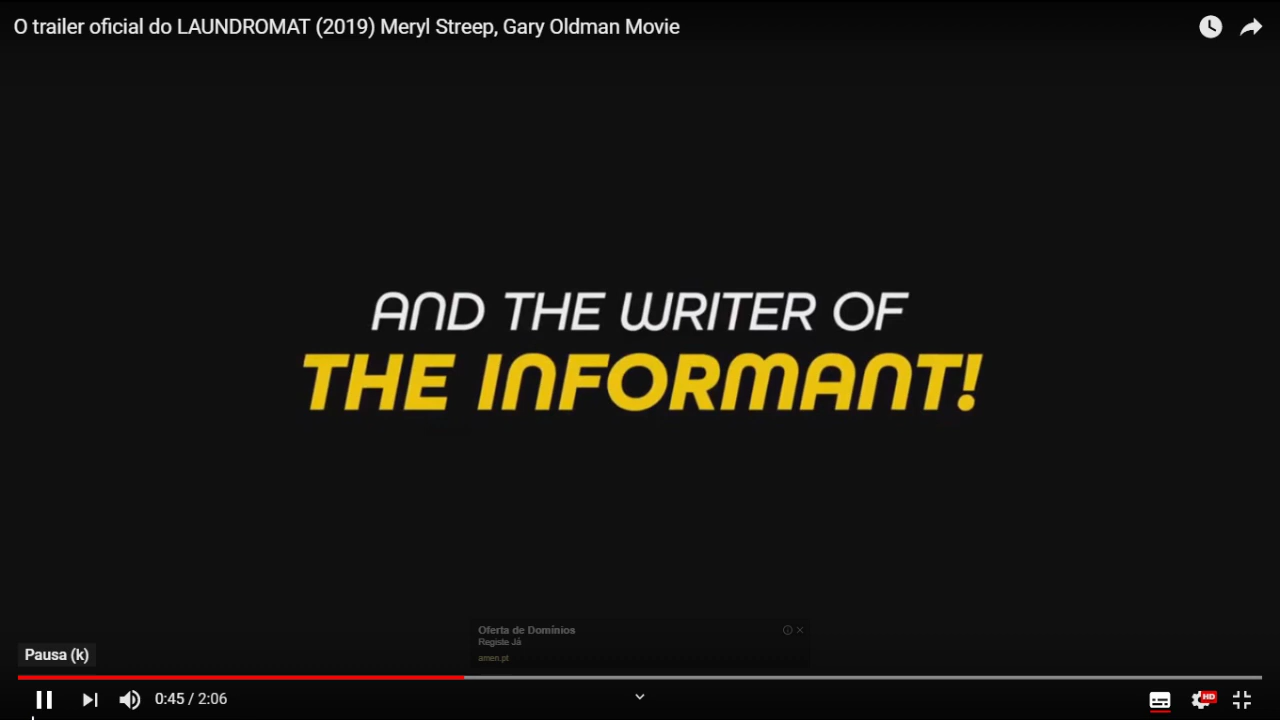 O trailer oficial do LAUNDROMAT (2019) Meryl Streep, Gary Oldman Movie
AND THE WRITER OF
THE INFORMANT!
Oferta de Domínios
Registe Já
amen.pt
Pausa (k)
0:45 / 2:06
HD